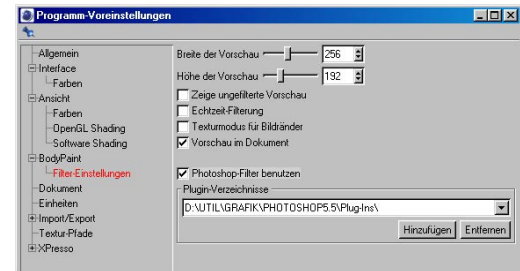 Programm-Voreinstellungen
Allgemein
Interface
Farben
Ansicht
Farben
OpenGL Shading
Software Shading
BodyPaint
Filter-Einstellungen
Dokument
Einheiten
Import/Export
Textur-Pfade
XPresso
Breite der Vorschau 256
Höhe der Vorschau 192
Zeige ungefilterte Vorschau
Echtzeit-Filterung
Texturmodus für Bildränder
Vorschau im Dokument
Photoshop-Filter benutzen
Plugin-Verzeichnisse
D:\UTIL\GRAFIK\PHOTOSHOP5.5\Plug-Ins\
Hinzufügen Entfernen